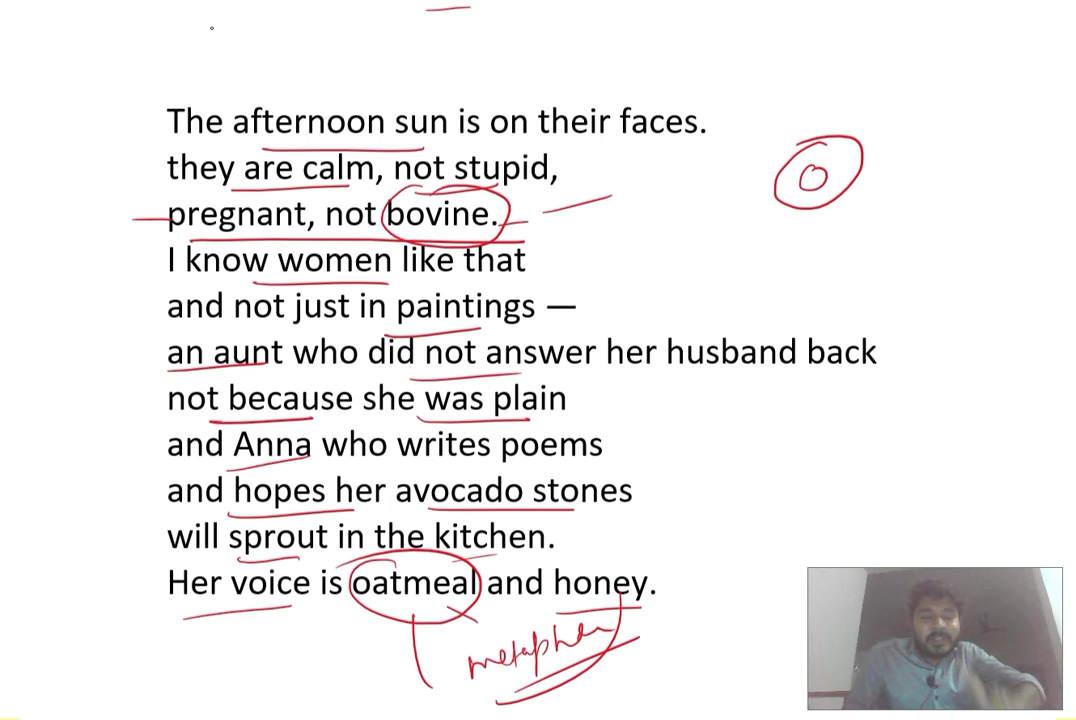 The afternoon sun is on their faces.
they are calm, not stupid,
pregnant, not bovine.
I know women like that
and not just in paintings —
an aunt who did not answer her husband back
not because she was plain
and Anna who writes poems
and hopes her avocado stones
will sprout in the kitchen.
Her voice is oatmeal and honey.
metaphor